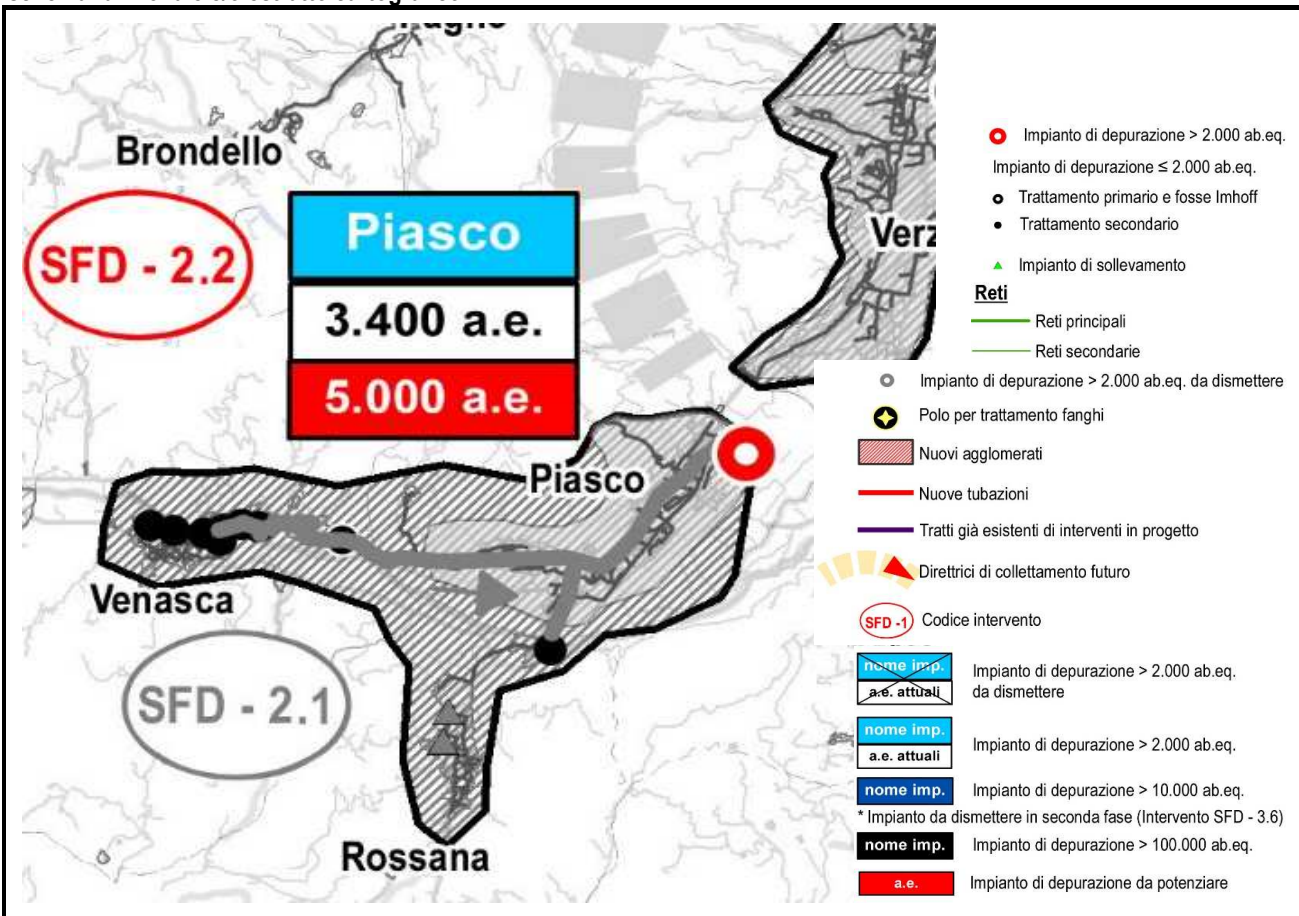 Brondello
SFD - 2.2
Piasco
3.400 a.e.
5.000 a.e.
Verz
Piasco
Venasca
SFD - 2.1
Rossana
Impianto di depurazione > 2.000 ab.eq.
Impianto di depurazione ≤ 2.000 ab.eq.
Trattamento primario e fosse Imhoff
Trattamento secondario
Impianto di sollevamento
Reti
Reti principali
Reti secondarie
Impianto di depurazione > 2.000 ab.eq. da dismettere
Polo per trattamento fanghi
Nuovi agglomerati
Nuove tubazioni
Tratti già esistenti di interventi in progetto
Direttrici di collettamento futuro
SFD -1 Codice intervento
nome imp.
a.e. attuali
Impianto di depurazione > 2.000 ab.eq.
da dismettere
nome imp.
a.e. attuali
Impianto di depurazione > 2.000 ab.eq.
nome imp. Impianto di depurazione > 10.000 ab.eq.
* Impianto da dismettere in seconda fase (Intervento SFD - 3.6)
nome imp. Impianto di depurazione > 100.000 ab.eq.
a.e. Impianto di depurazione da potenziare